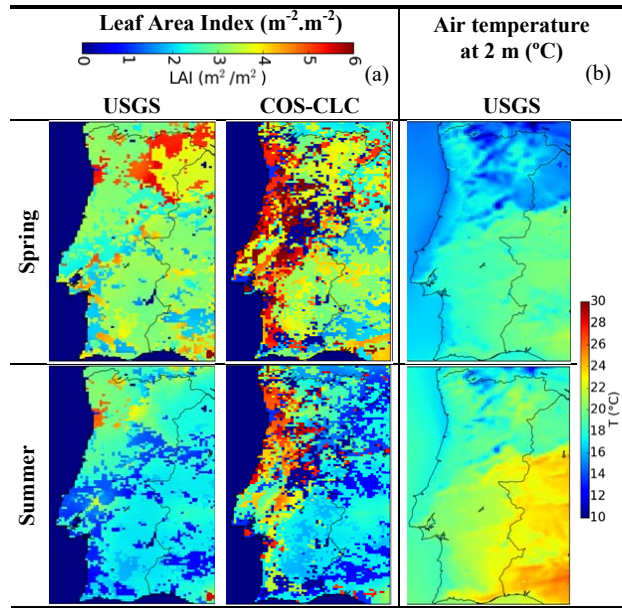 Leaf Area Index (m⁻².m⁻²)
Air temperature
at 2 m (ºC)
0 1 2 3 4 5 6
LAI (m²/m²)
(a)
(b)
USGS
COS-CLC
USGS
Spring
30
28
26
24
22
20
18
16
14
12
10
T (°C)
Summer